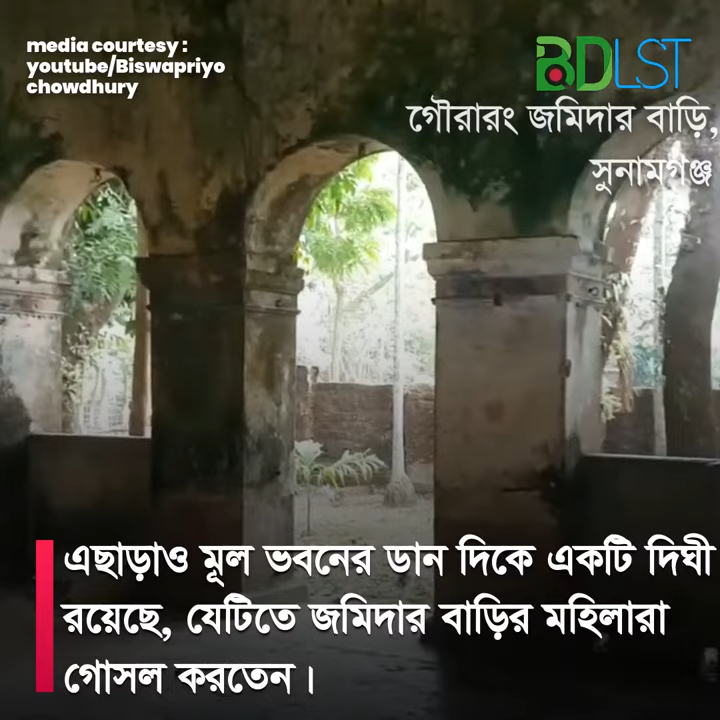 media courtesy :
youtube/Biswapriyo
chowdhury
BDLST
গৌরারং জমিদার বাড়ি,
সুনামগঞ্জ
এছাড়াও মূল ভবনের ডান দিকে একটি দিঘী
রয়েছে, যেটিতে জমিদার বাড়ির মহিলারা
গোসল করতেন।